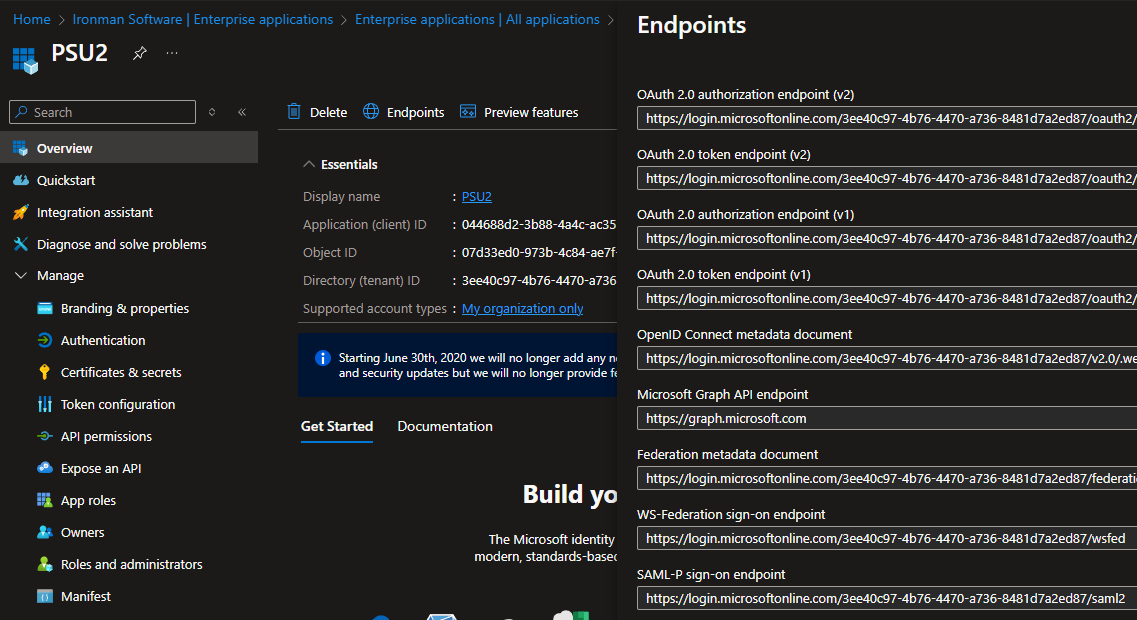 Home > Ironman Software | Enterprise applications > Enterprise applications | All applications >
PSU2
...
Search
Overview
Quickstart
Integration assistant
Diagnose and solve problems
Manage
Branding & properties
Authentication
Certificates & secrets
Token configuration
API permissions
Expose an API
App roles
Owners
Roles and administrators
Manifest
Delete
Endpoints
Preview features
Essentials
Display name : PSU2
Application (client) ID : 044688d2-3b88-4a4c-ac35
Object ID : 07d33ed0-973b-4c84-ae7f-
Directory (tenant) ID : 3ee40c97-4b76-4470-a736
Supported account types : My organization only
Starting June 30th, 2020 we will no longer add any
and security updates but we will no longer provide
Get Started
Documentation
Build
The Microsoft identity
modern, standards-based
Endpoints
OAuth 2.0 authorization endpoint (v2)
https://login.microsoftonline.com/3ee40c97-4b76-4470-a736-8481d7a2ed87/oauth2/
OAuth 2.0 token endpoint (v2)
https://login.microsoftonline.com/3ee40c97-4b76-4470-a736-8481d7a2ed87/oauth2/
OAuth 2.0 authorization endpoint (v1)
https://login.microsoftonline.com/3ee40c97-4b76-4470-a736-8481d7a2ed87/oauth2/
OAuth 2.0 token endpoint (v1)
https://login.microsoftonline.com/3ee40c97-4b76-4470-a736-8481d7a2ed87/oauth2/
OpenID Connect metadata document
https://login.microsoftonline.com/3ee40c97-4b76-4470-a736-8481d7a2ed87/v2.0/.we
Microsoft Graph API endpoint
https://graph.microsoft.com
Federation metadata document
https://login.microsoftonline.com/3ee40c97-4b76-4470-a736-8481d7a2ed87/federati
WS-Federation sign-on endpoint
https://login.microsoftonline.com/3ee40c97-4b76-4470-a736-8481d7a2ed87/wsfed
SAML-P sign-on endpoint
https://login.microsoftonline.com/3ee40c97-4b76-4470-a736-8481d7a2ed87/saml2